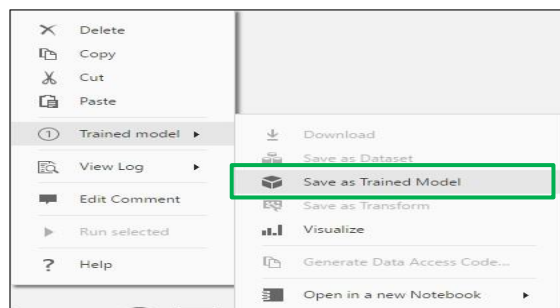 Delete
Copy
Cut
Paste
1 Trained model
View Log
Edit Comment
Run selected
? Help
Download
Save as Dataset
Save as Trained Model
Save as Transform
Visualize
Generate Data Access Code...
Open in a new Notebook